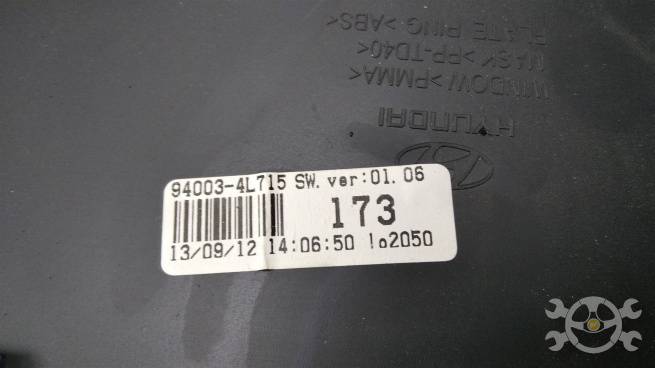 WINDOW>PMMA<
MASK >PP-TD40<
PLATE RING >ABS<
HYUNDAI
94003-4L715 SW. ver:01. 06
173
13/09/12 14:06:50 !o2050